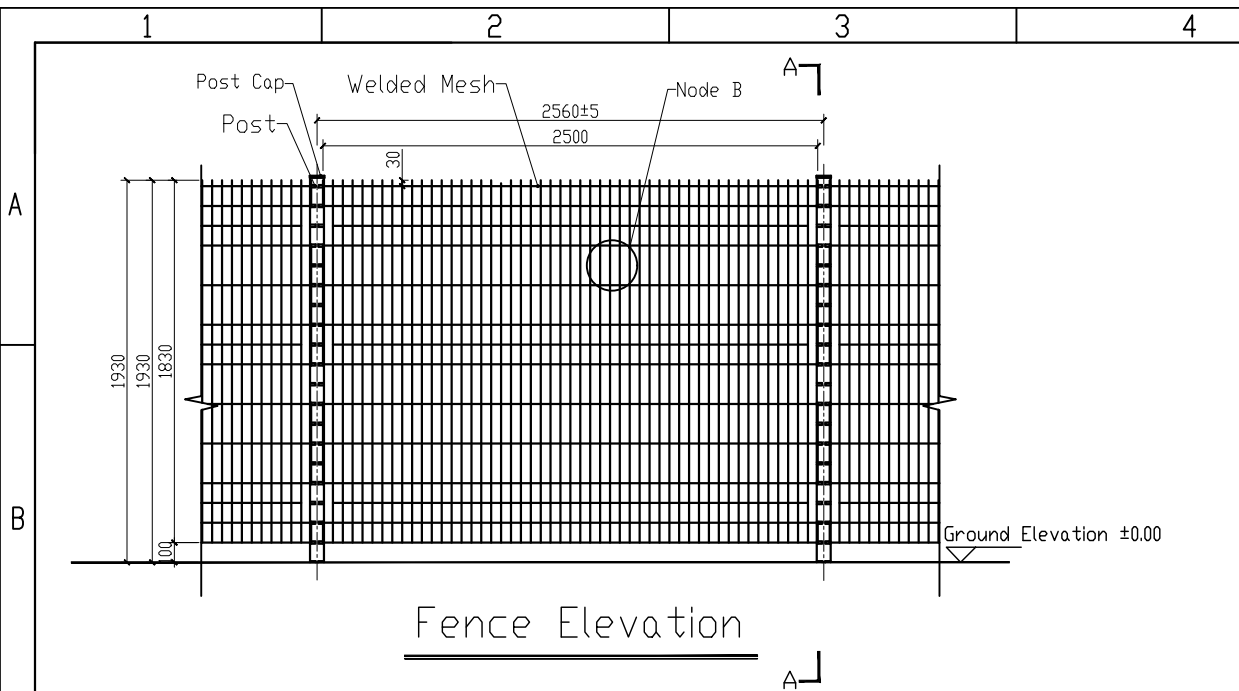 1 2 3 4
A
Post Cap
Welded Mesh
Node B
2560±5
Post
2500
30
A
1930
1930
1830
B
100
Ground Elevation ±0.00
Fence Elevation
A